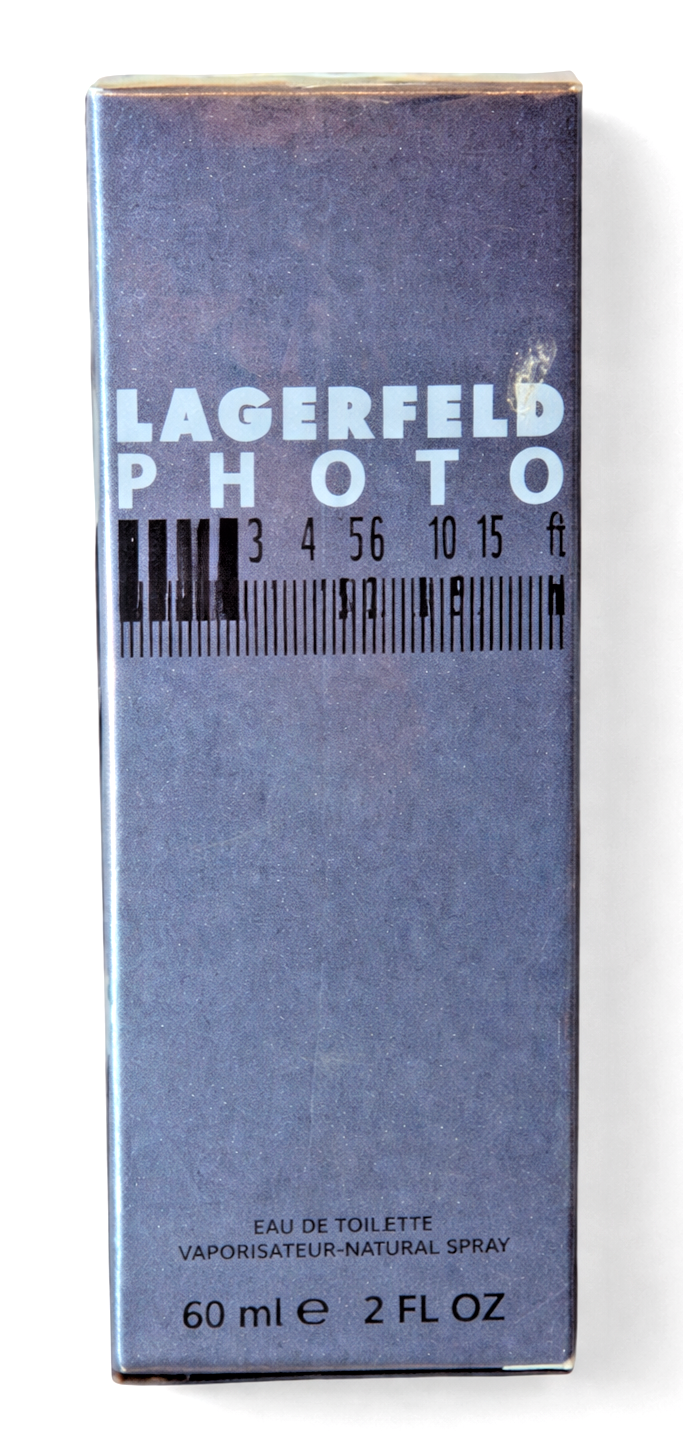 LAGERFELD
PHOTO
3 4 56 10 15 ft
EAU DE TOILETTE
VAPORISATEUR-NATURAL SPRAY
60 ml ℮ 2 FL OZ